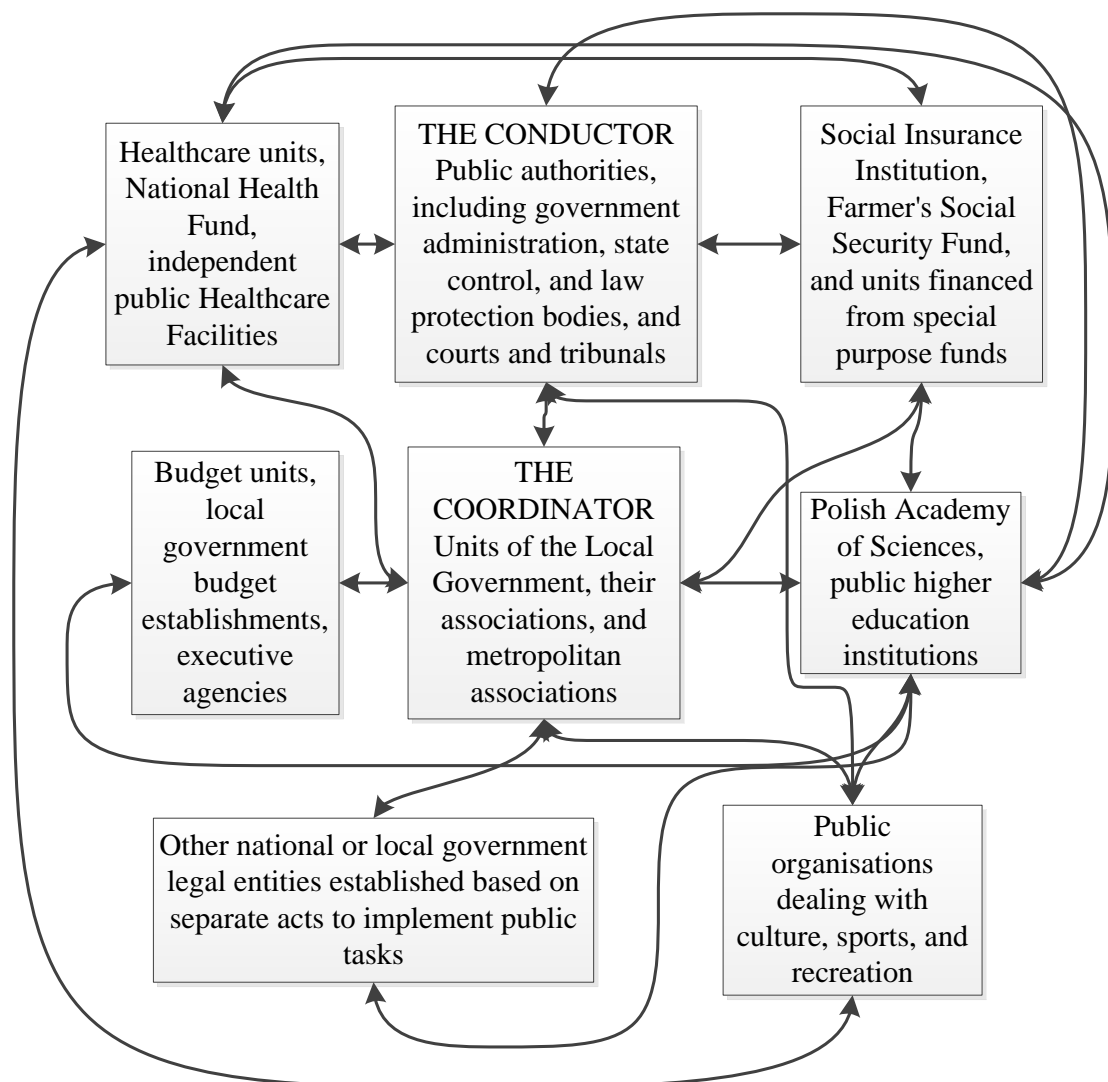 Healthcare units,
National Health
Fund,
independent
public Healthcare
Facilities
THE CONDUCTOR
Public authorities,
including government
administration, state
control, and law
protection bodies, and
courts and tribunals
Social Insurance
Institution,
Farmer's Social
Security Fund,
and units financed
from special
purpose funds
Budget units,
local
government
budget
establishments,
executive
agencies
THE
COORDINATOR
Units of the Local
Government, their
associations, and
metropolitan
associations
Polish Academy
of Sciences,
public higher
education
institutions
Other national or local government
legal entities established based on
separate acts to implement public
tasks
Public
organisations
dealing with
culture, sports, and
recreation